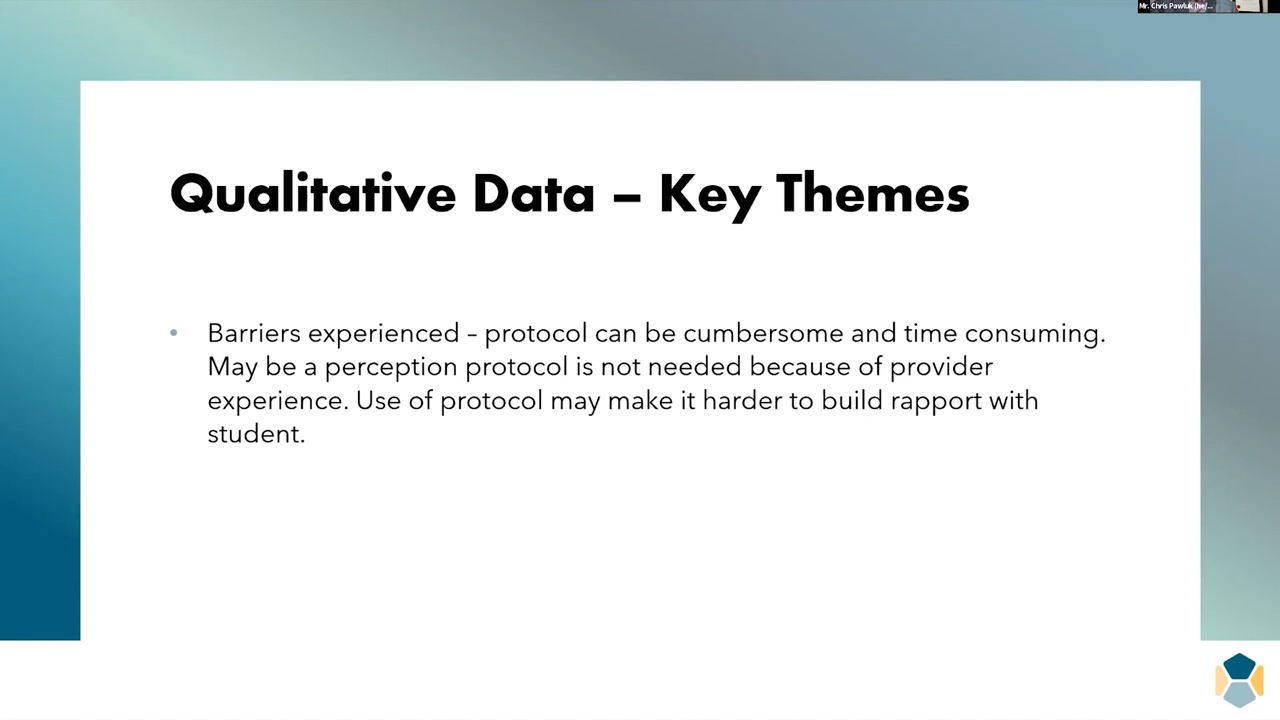 Mr. Chris Pawluk (he/...
Qualitative Data – Key Themes
• Barriers experienced – protocol can be cumbersome and time consuming.
May be a perception protocol is not needed because of provider
experience. Use of protocol may make it harder to build rapport with
student.